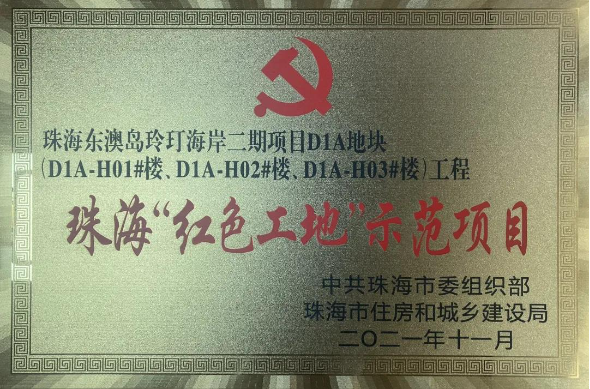 珠海东澳岛玲玎海岸二期项目D1A地块
(D1A-H01#楼、D1A-H02#楼、D1A-H03#楼)工程
珠海“红色工地”示范项目
中共珠海市委组织部
珠海市住房和城乡建设局
二〇二一年十一月